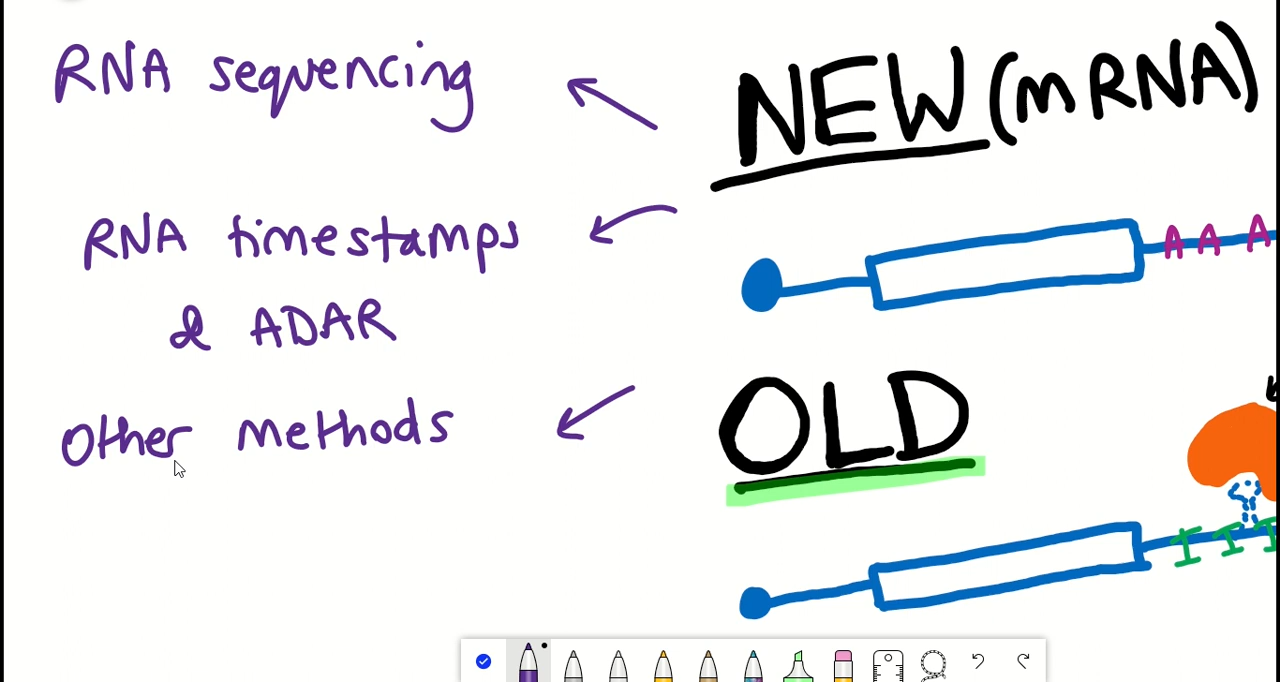 RNA sequencing
RNA timestamps
& ADAR
Other methods
NEW (mRNA)
A A A
OLD
I I I